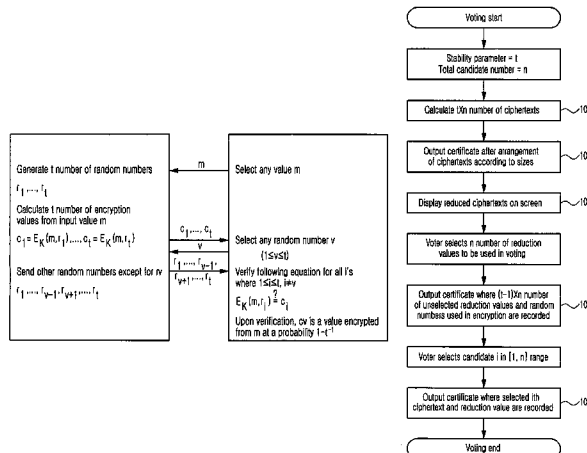 Generate t number of random numbers
r1,..., rt
Calculate t number of encryption
values from input value m
c1=EK(m,r1),...,ct=EK(m,rt)
Send other random numbers except for rv
r1,..., rv-1, rv+1,..., rt
m
c1,..., ct
v
r1,..., rv-1,
rv+1,..., rt
Select any value m
Select any random number v
(1≤v≤t)
Verify following equation for all i's
where 1≤i≤t, i≠v
EK(m,ri) ?= ci
Upon verification, cv is a value encrypted
from m at a probability 1-t-1
Voting start
Stability parameter = t
Total candidate number = n
Calculate tXn number of ciphertexts
10
Output certificate after arrangement
of ciphertexts according to sizes
10
Display reduced ciphertexts on screen
10
Voter selects n number of reduction
values to be used in voting
Output certificate where (t-1)Xn number
of unselected reduction values and random
numbers used in encryption are recorded
10
Voter selects candidate i in [1, n] range
Output certificate where selected ith
ciphertext and reduction value are recorded
10
Voting end